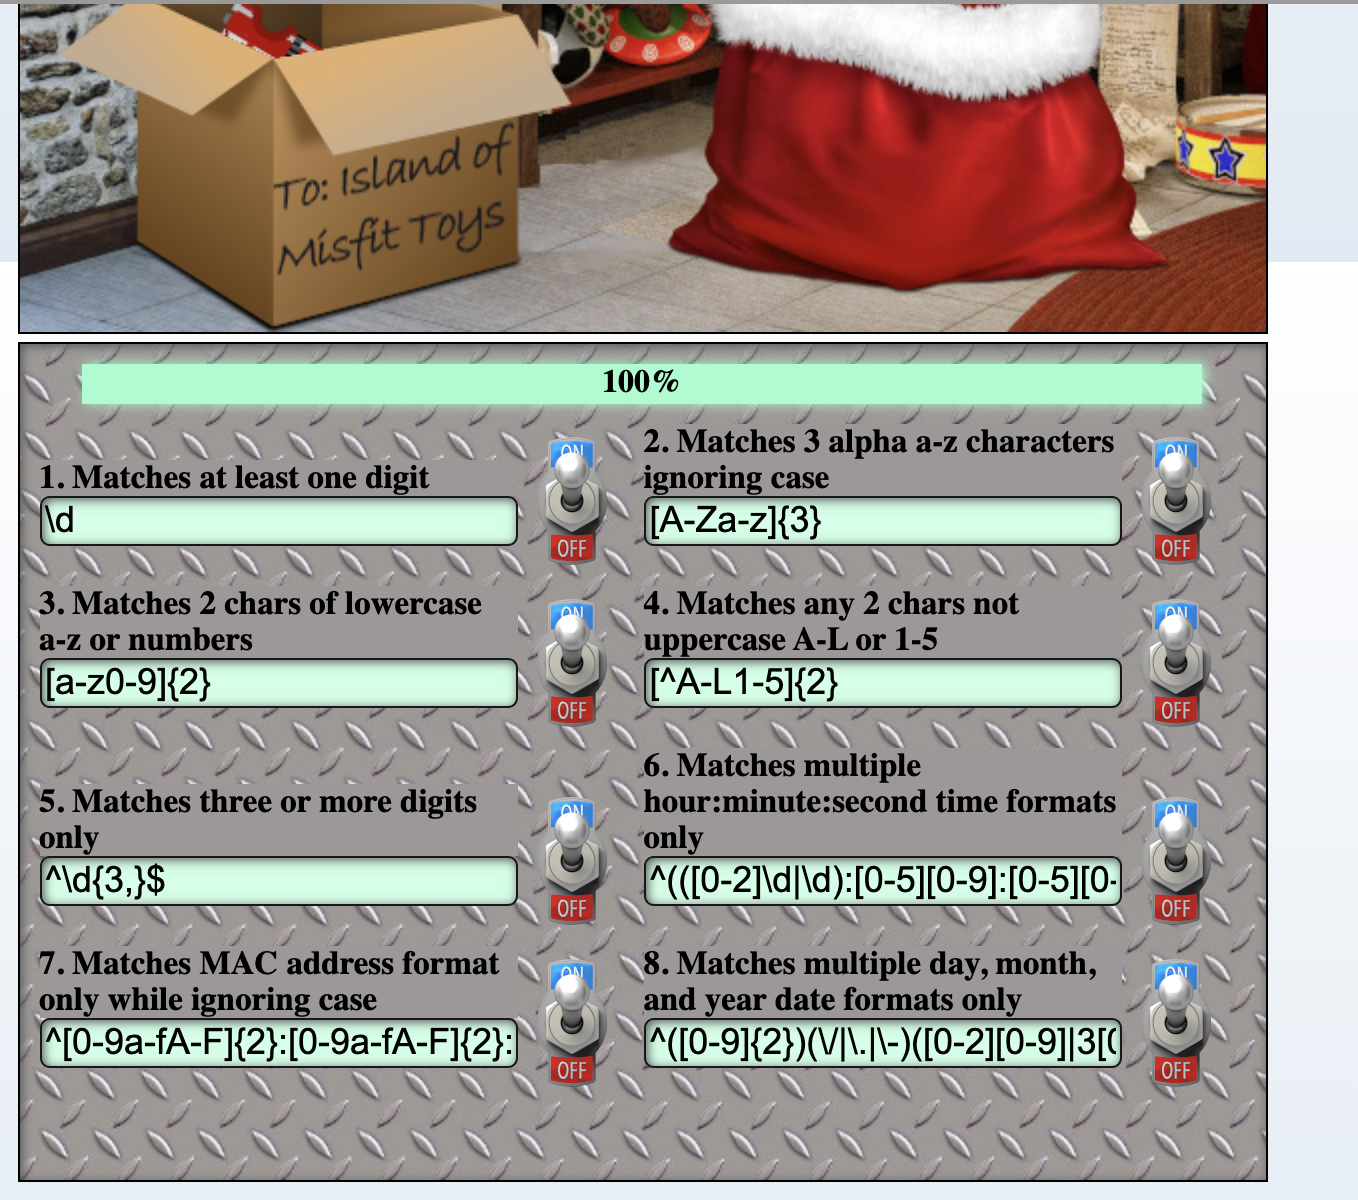 To: Island of
Misfit Toys
100%
1. Matches at least one digit
\d
ON
OFF
2. Matches 3 alpha a-z characters
ignoring case
[A-Za-z]{3}
ON
OFF
3. Matches 2 chars of lowercase
a-z or numbers
[a-z0-9]{2}
ON
OFF
4. Matches any 2 chars not
uppercase A-L or 1-5
[^A-L1-5]{2}
ON
OFF
5. Matches three or more digits
only
^\d{3,}$
ON
OFF
6. Matches multiple
hour:minute:second time formats
only
^(([0-2]\d|\d):[0-5][0-9]:[0-5][0-
ON
OFF
7. Matches MAC address format
only while ignoring case
^[0-9a-fA-F]{2}:[0-9a-fA-F]{2}:
ON
OFF
8. Matches multiple day, month,
and year date formats only
^([0-9]{2})(\/|\.|\-)([0-2][0-9]|3[0
ON
OFF